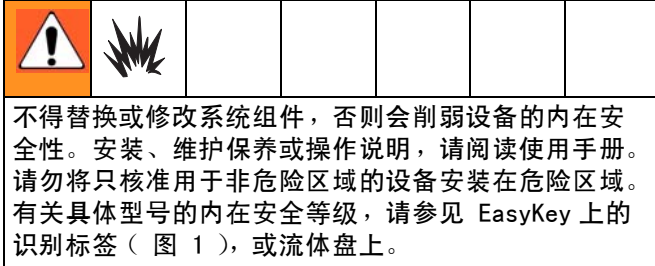 不得替换或修改系统组件，否则会削弱设备的内在安
全性。安装、维护保养或操作说明，请阅读使用手册。
请勿将只核准用于非危险区域的设备安装在危险区域。
有关具体型号的内在安全等级，请参见 EasyKey 上的
识别标签（ 图 1 ），或流体盘上。